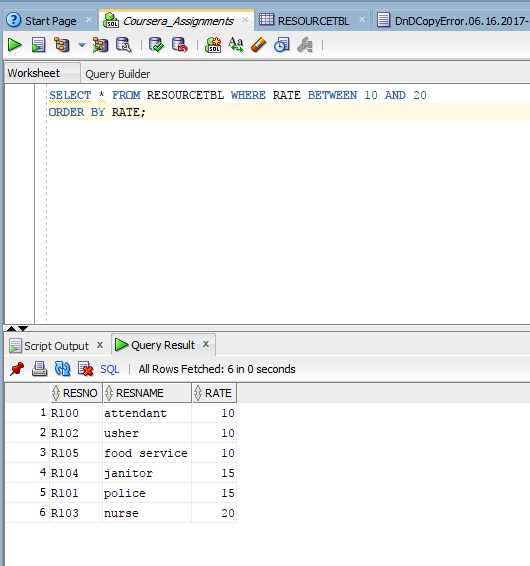 Start Page Coursera_Assignments RESOURCETBL DnDCopyError.06.16.2017-
SQL Aa
Worksheet Query Builder
SELECT * FROM RESOURCETBL WHERE RATE BETWEEN 10 AND 20
ORDER BY RATE;
Script Output x Query Result x
SQL | All Rows Fetched: 6 in 0 seconds
RESNO RESNAME RATE
1 R100 attendant 10
2 R102 usher 10
3 R105 food service 10
4 R104 janitor 15
5 R101 police 15
6 R103 nurse 20